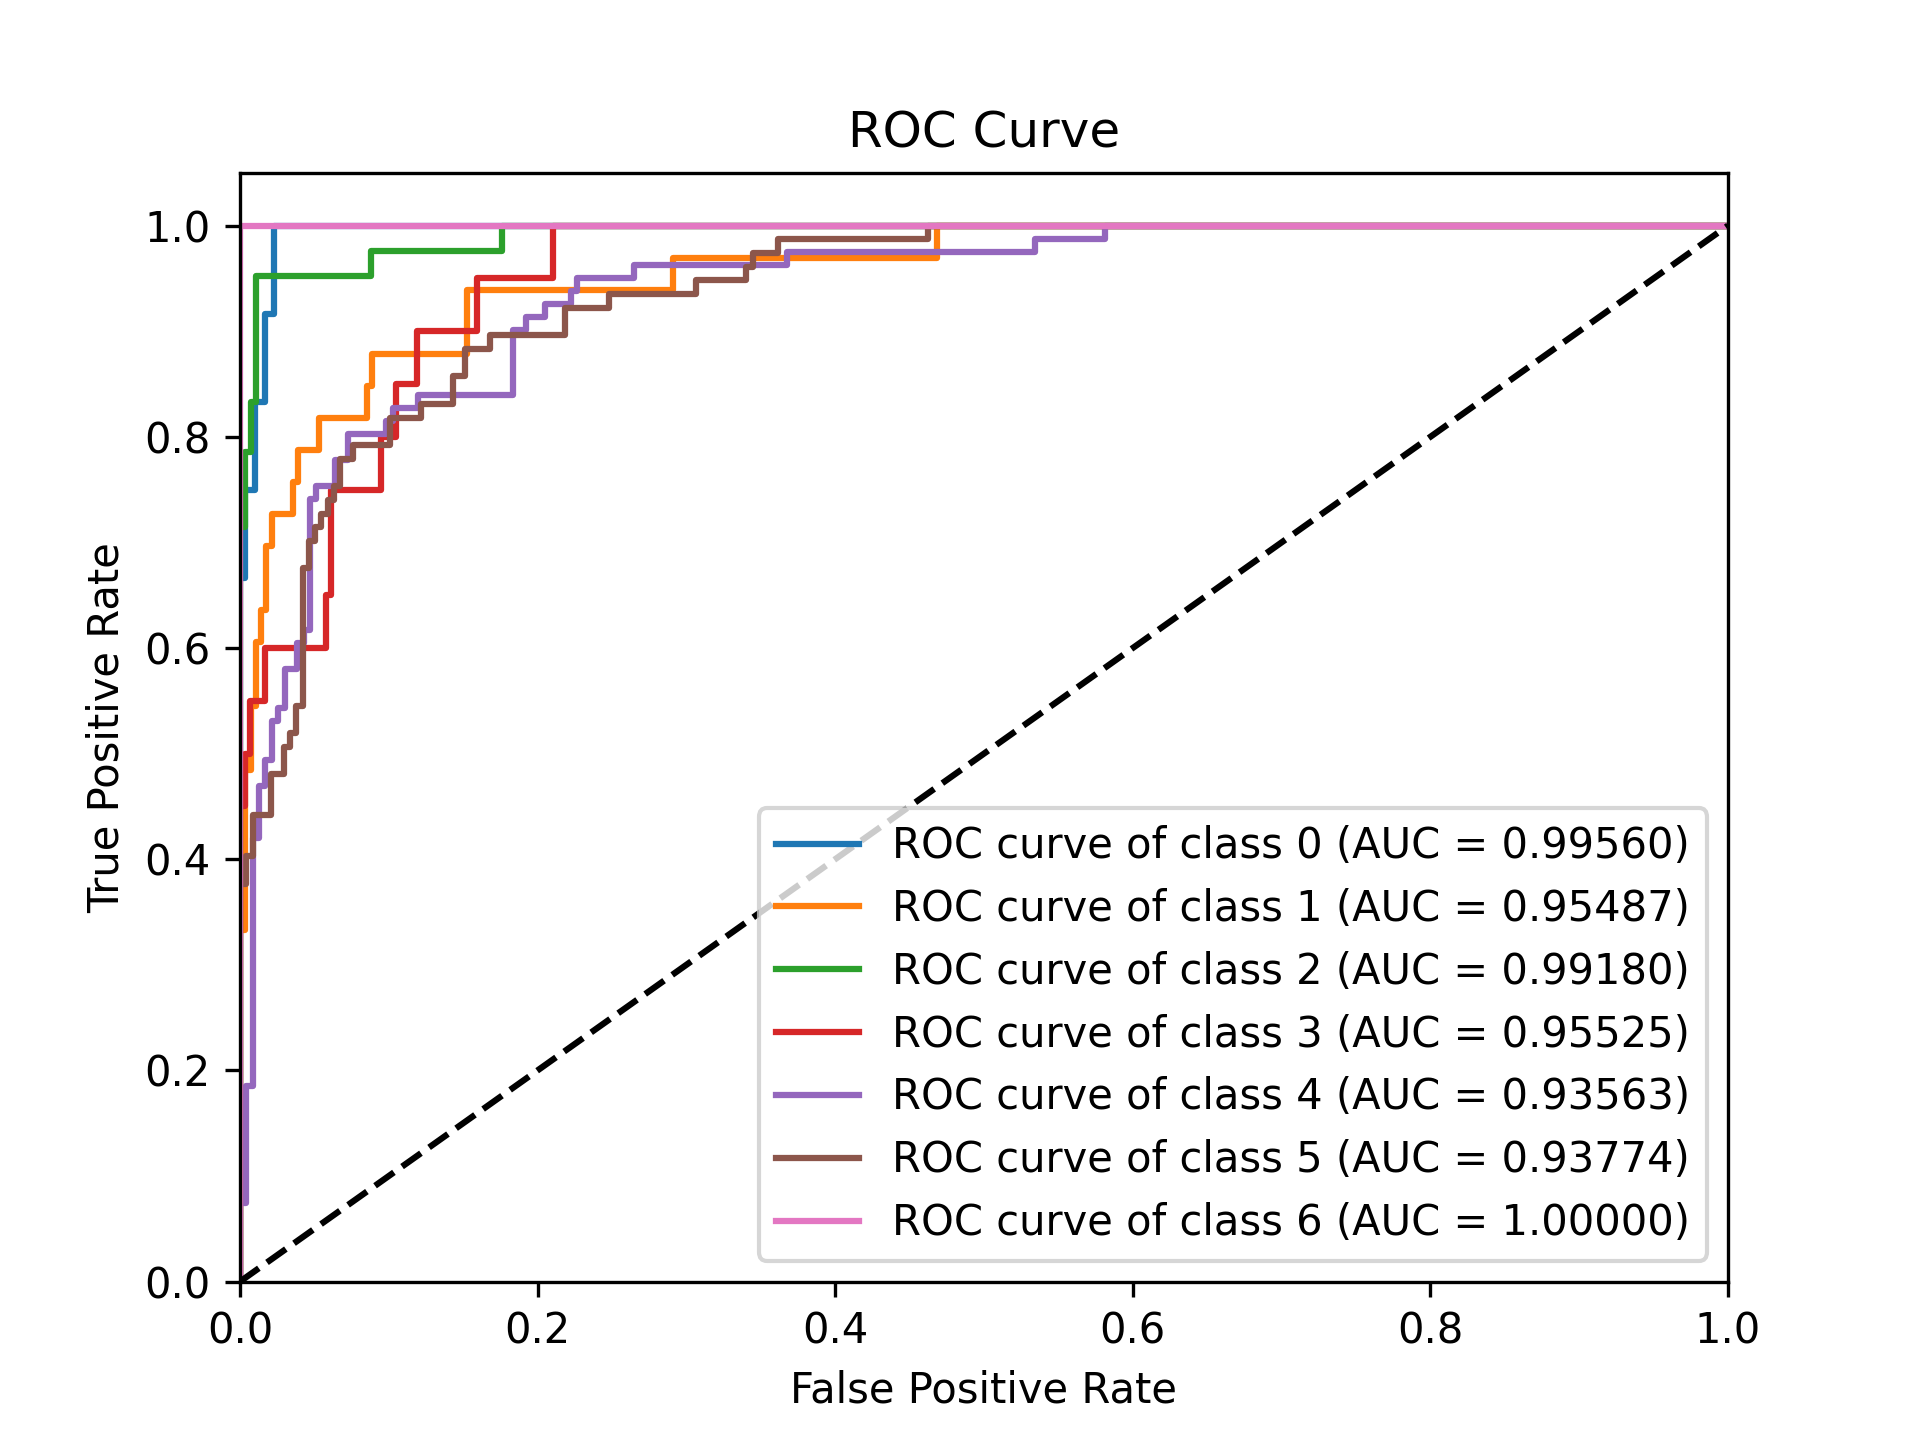 ROC Curve
1.0
0.8
0.6
0.4
0.2
0.0
True Positive Rate
ROC curve of class 0 (AUC = 0.99560)
ROC curve of class 1 (AUC = 0.95487)
ROC curve of class 2 (AUC = 0.99180)
ROC curve of class 3 (AUC = 0.95525)
ROC curve of class 4 (AUC = 0.93563)
ROC curve of class 5 (AUC = 0.93774)
ROC curve of class 6 (AUC = 1.00000)
0.0 0.2 0.4 0.6 0.8 1.0
False Positive Rate